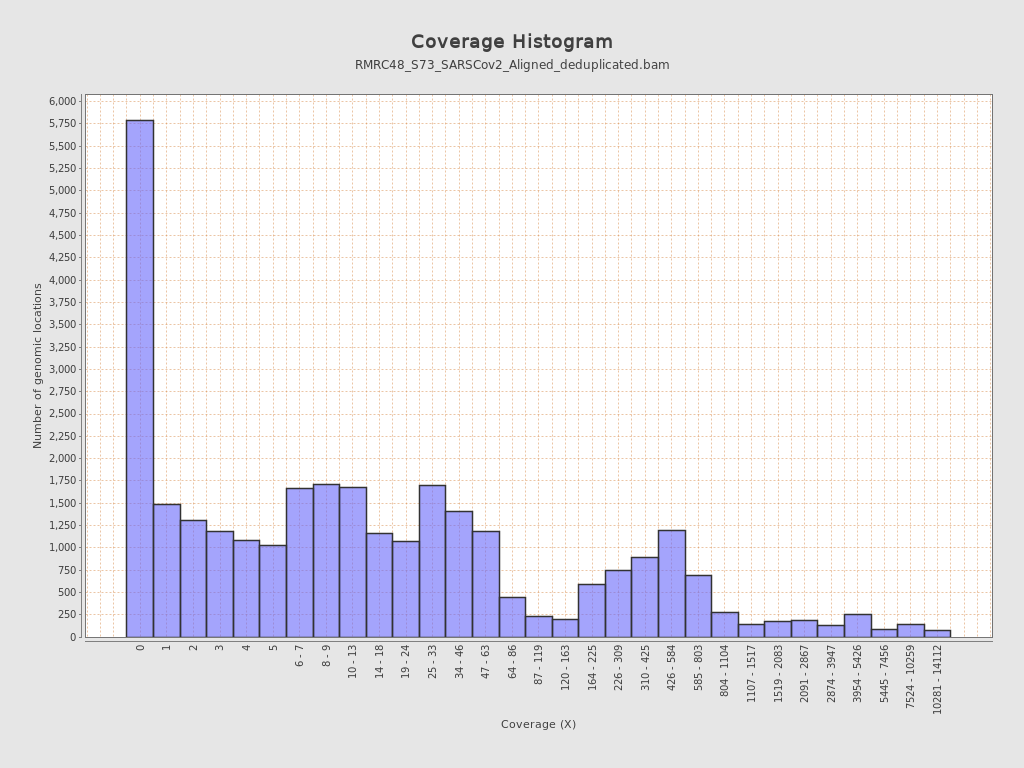 Coverage Histogram
RMRC48_S73_SARSCov2_Aligned_deduplicated.bam
6,000
5,750
5,500
5,250
5,000
4,750
4,500
4,250
4,000
3,750
3,500
3,250
3,000
2,750
2,500
2,250
2,000
1,750
1,500
1,250
1,000
750
500
250
0
Number of genomic locations
0
1
2
3
4
5
6 - 7
8 - 9
10 - 13
14 - 18
19 - 24
25 - 33
34 - 46
47 - 63
64 - 86
87 - 119
120 - 163
164 - 225
226 - 309
310 - 425
426 - 584
585 - 803
804 - 1104
1107 - 1517
1519 - 2083
2091 - 2867
2874 - 3947
3954 - 5426
5445 - 7456
7524 - 10259
10281 - 14112
Coverage (X)